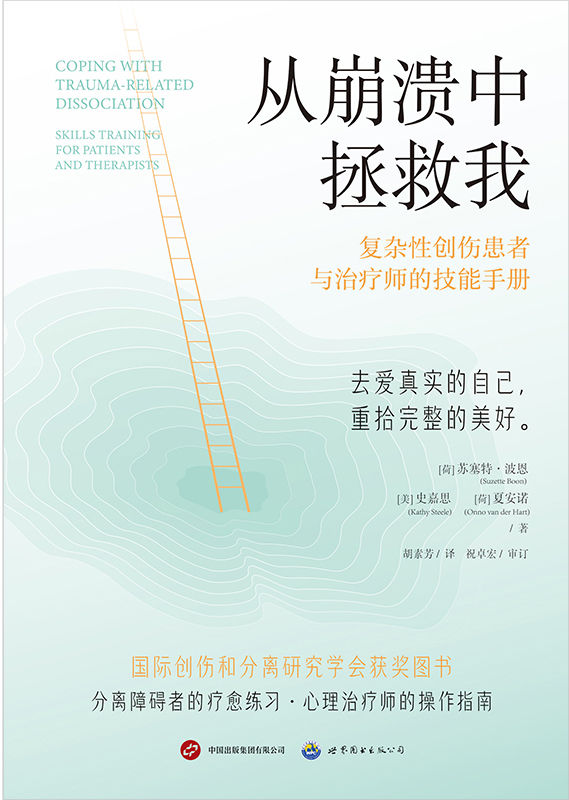 COPING WITH
TRAUMA-RELATED
DISSOCIATION
SKILLS TRAINING
FOR PATIENTS
AND THERAPISTS
从崩溃中
拯救我
复杂性创伤患者
与治疗师的技能手册
去爱真实的自己，
重拾完整的美好。
[荷] 苏塞特·波恩
(Suzette Boon)
[美] 史嘉思 [荷] 夏安诺
(Kathy Steele) (Onno van der Hart)
/ 著
胡素芳 / 译 祝卓宏 / 审订
国际创伤和分离研究学会获奖图书
分离障碍者的疗愈练习·心理治疗师的操作指南
中国出版集团有限公司 世界图书出版公司